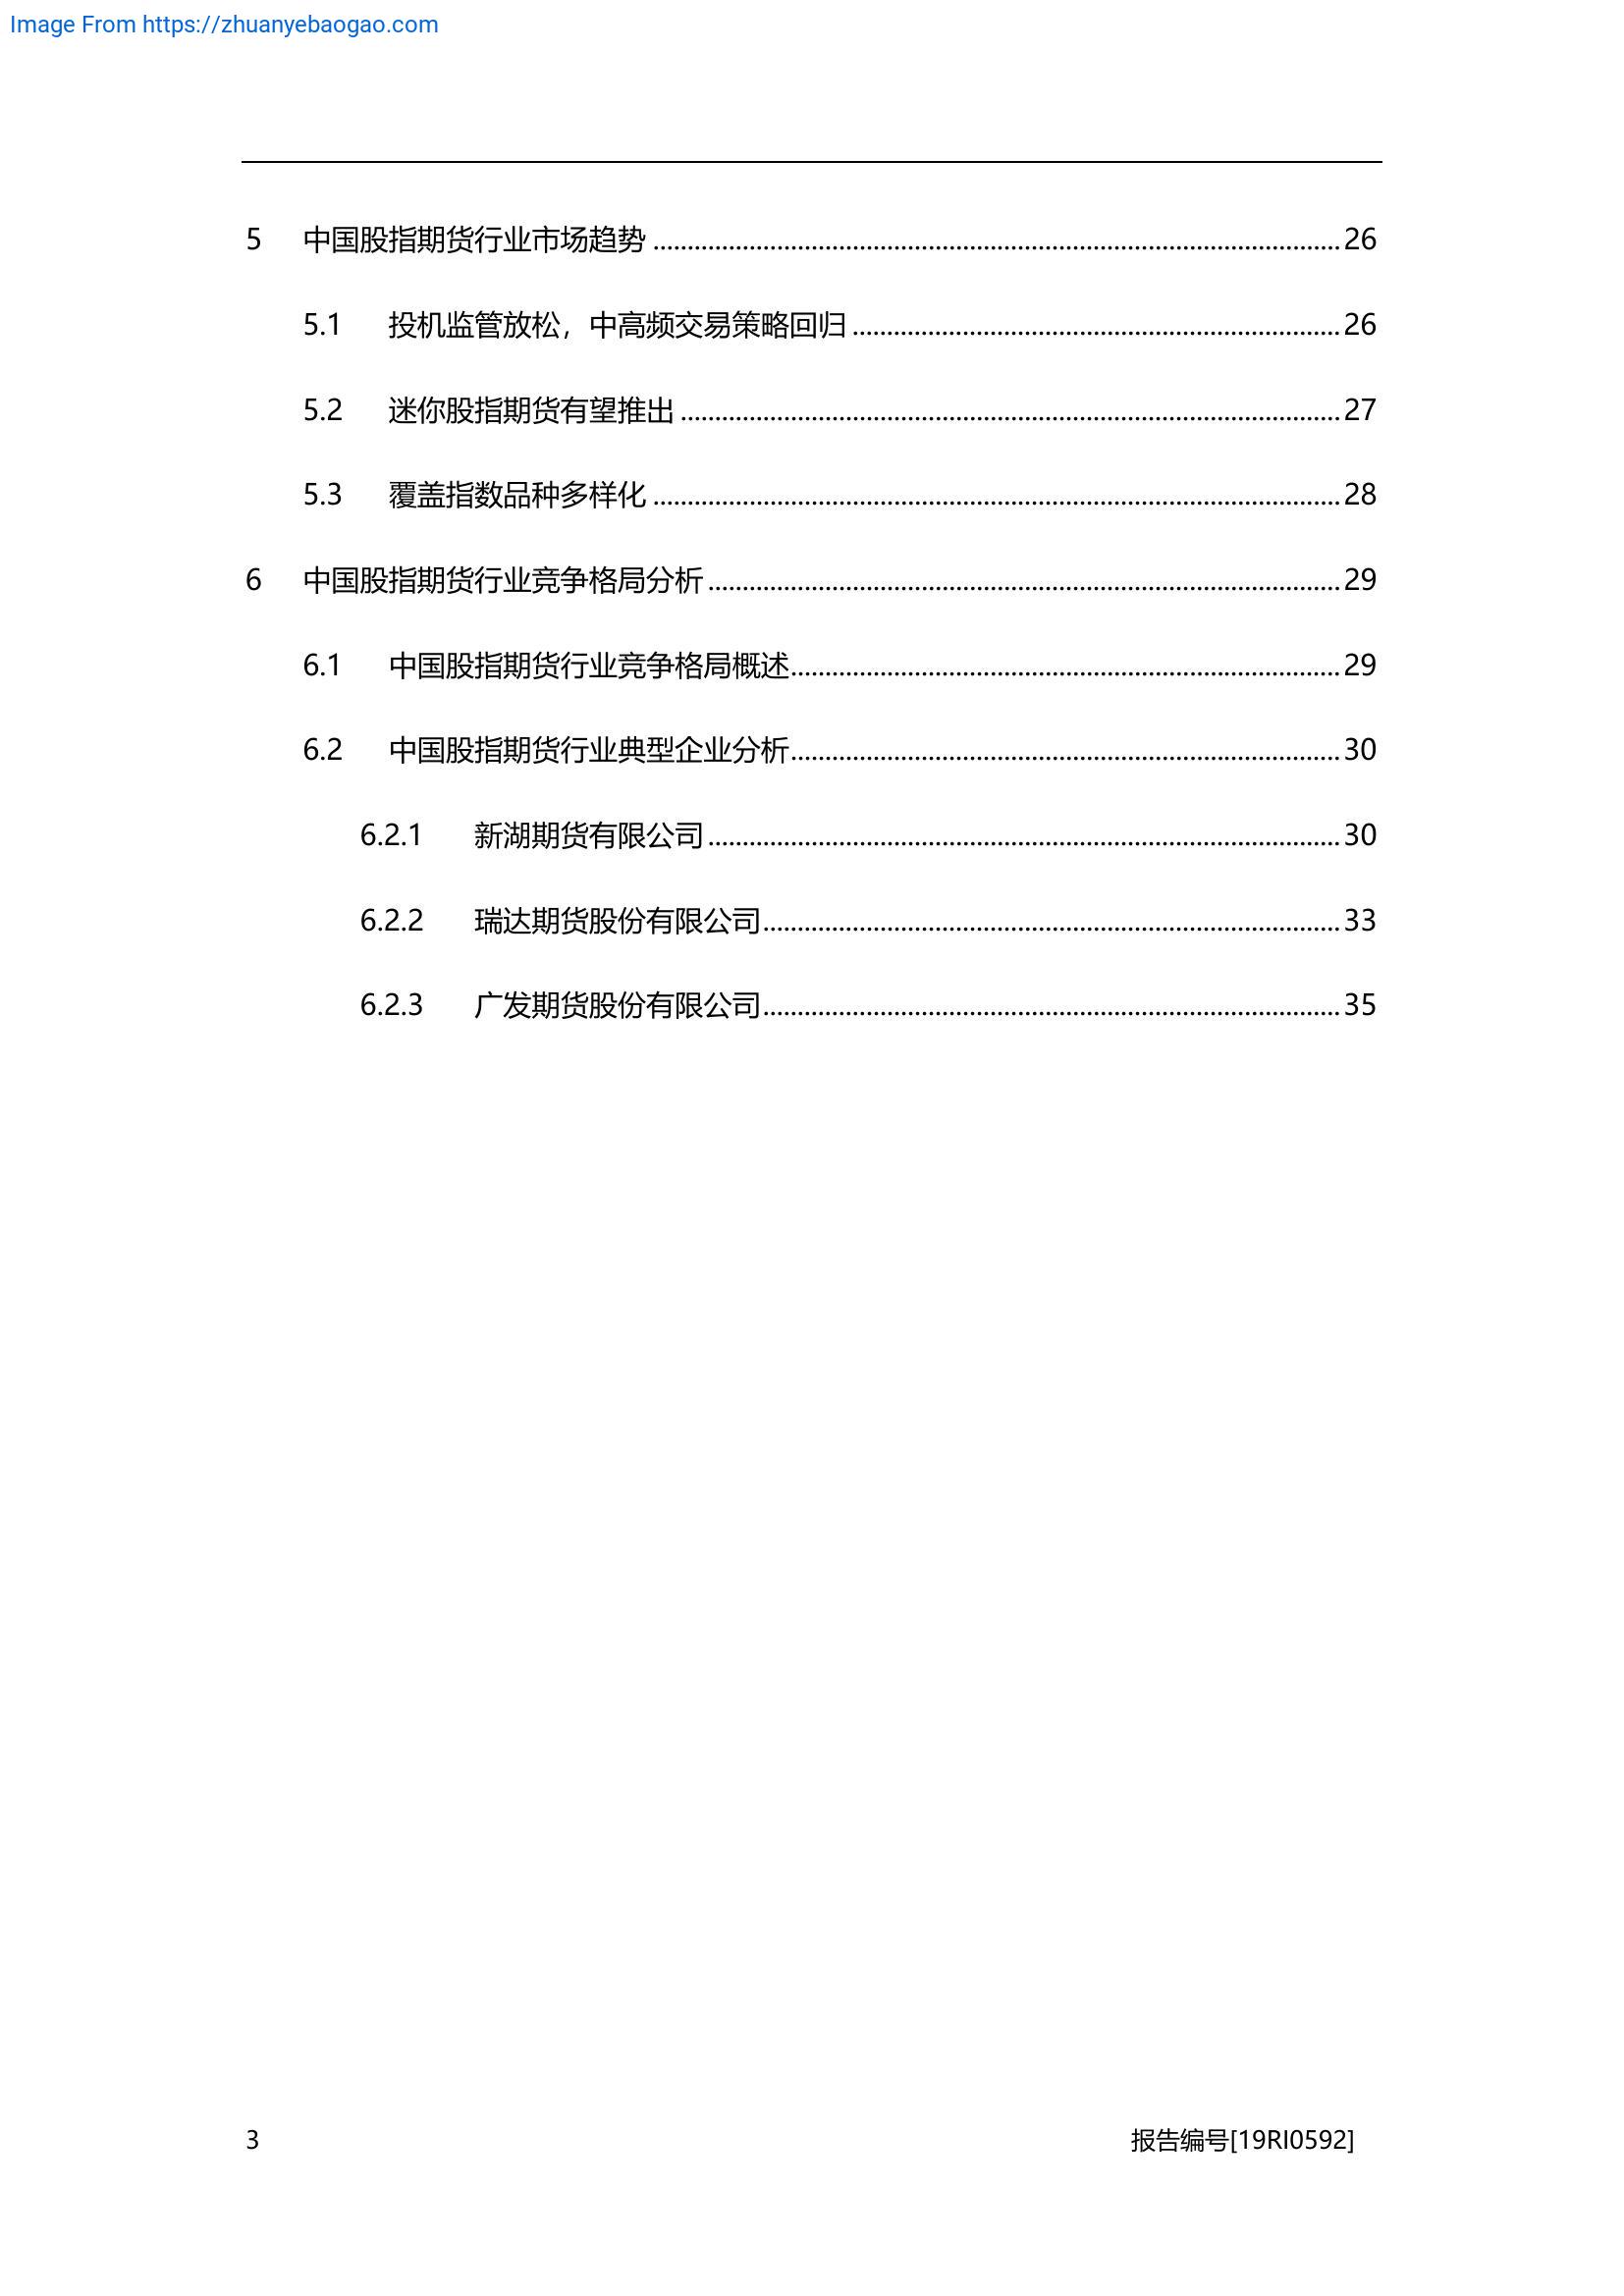 Image From https://zhuanyebaogao.com
5 中国股指期货行业市场趋势 ........................................ 26
5.1 投机监管放松，中高频交易策略回归 ........................................ 26
5.2 迷你股指期货有望推出 ........................................ 27
5.3 覆盖指数品种多样化 ........................................ 28
6 中国股指期货行业竞争格局分析 ........................................ 29
6.1 中国股指期货行业竞争格局概述 ........................................ 29
6.2 中国股指期货行业典型企业分析 ........................................ 30
6.2.1 新湖期货有限公司 ........................................ 30
6.2.2 瑞达期货股份有限公司 ........................................ 33
6.2.3 广发期货股份有限公司 ........................................ 35
3 报告编号[19RI0592]